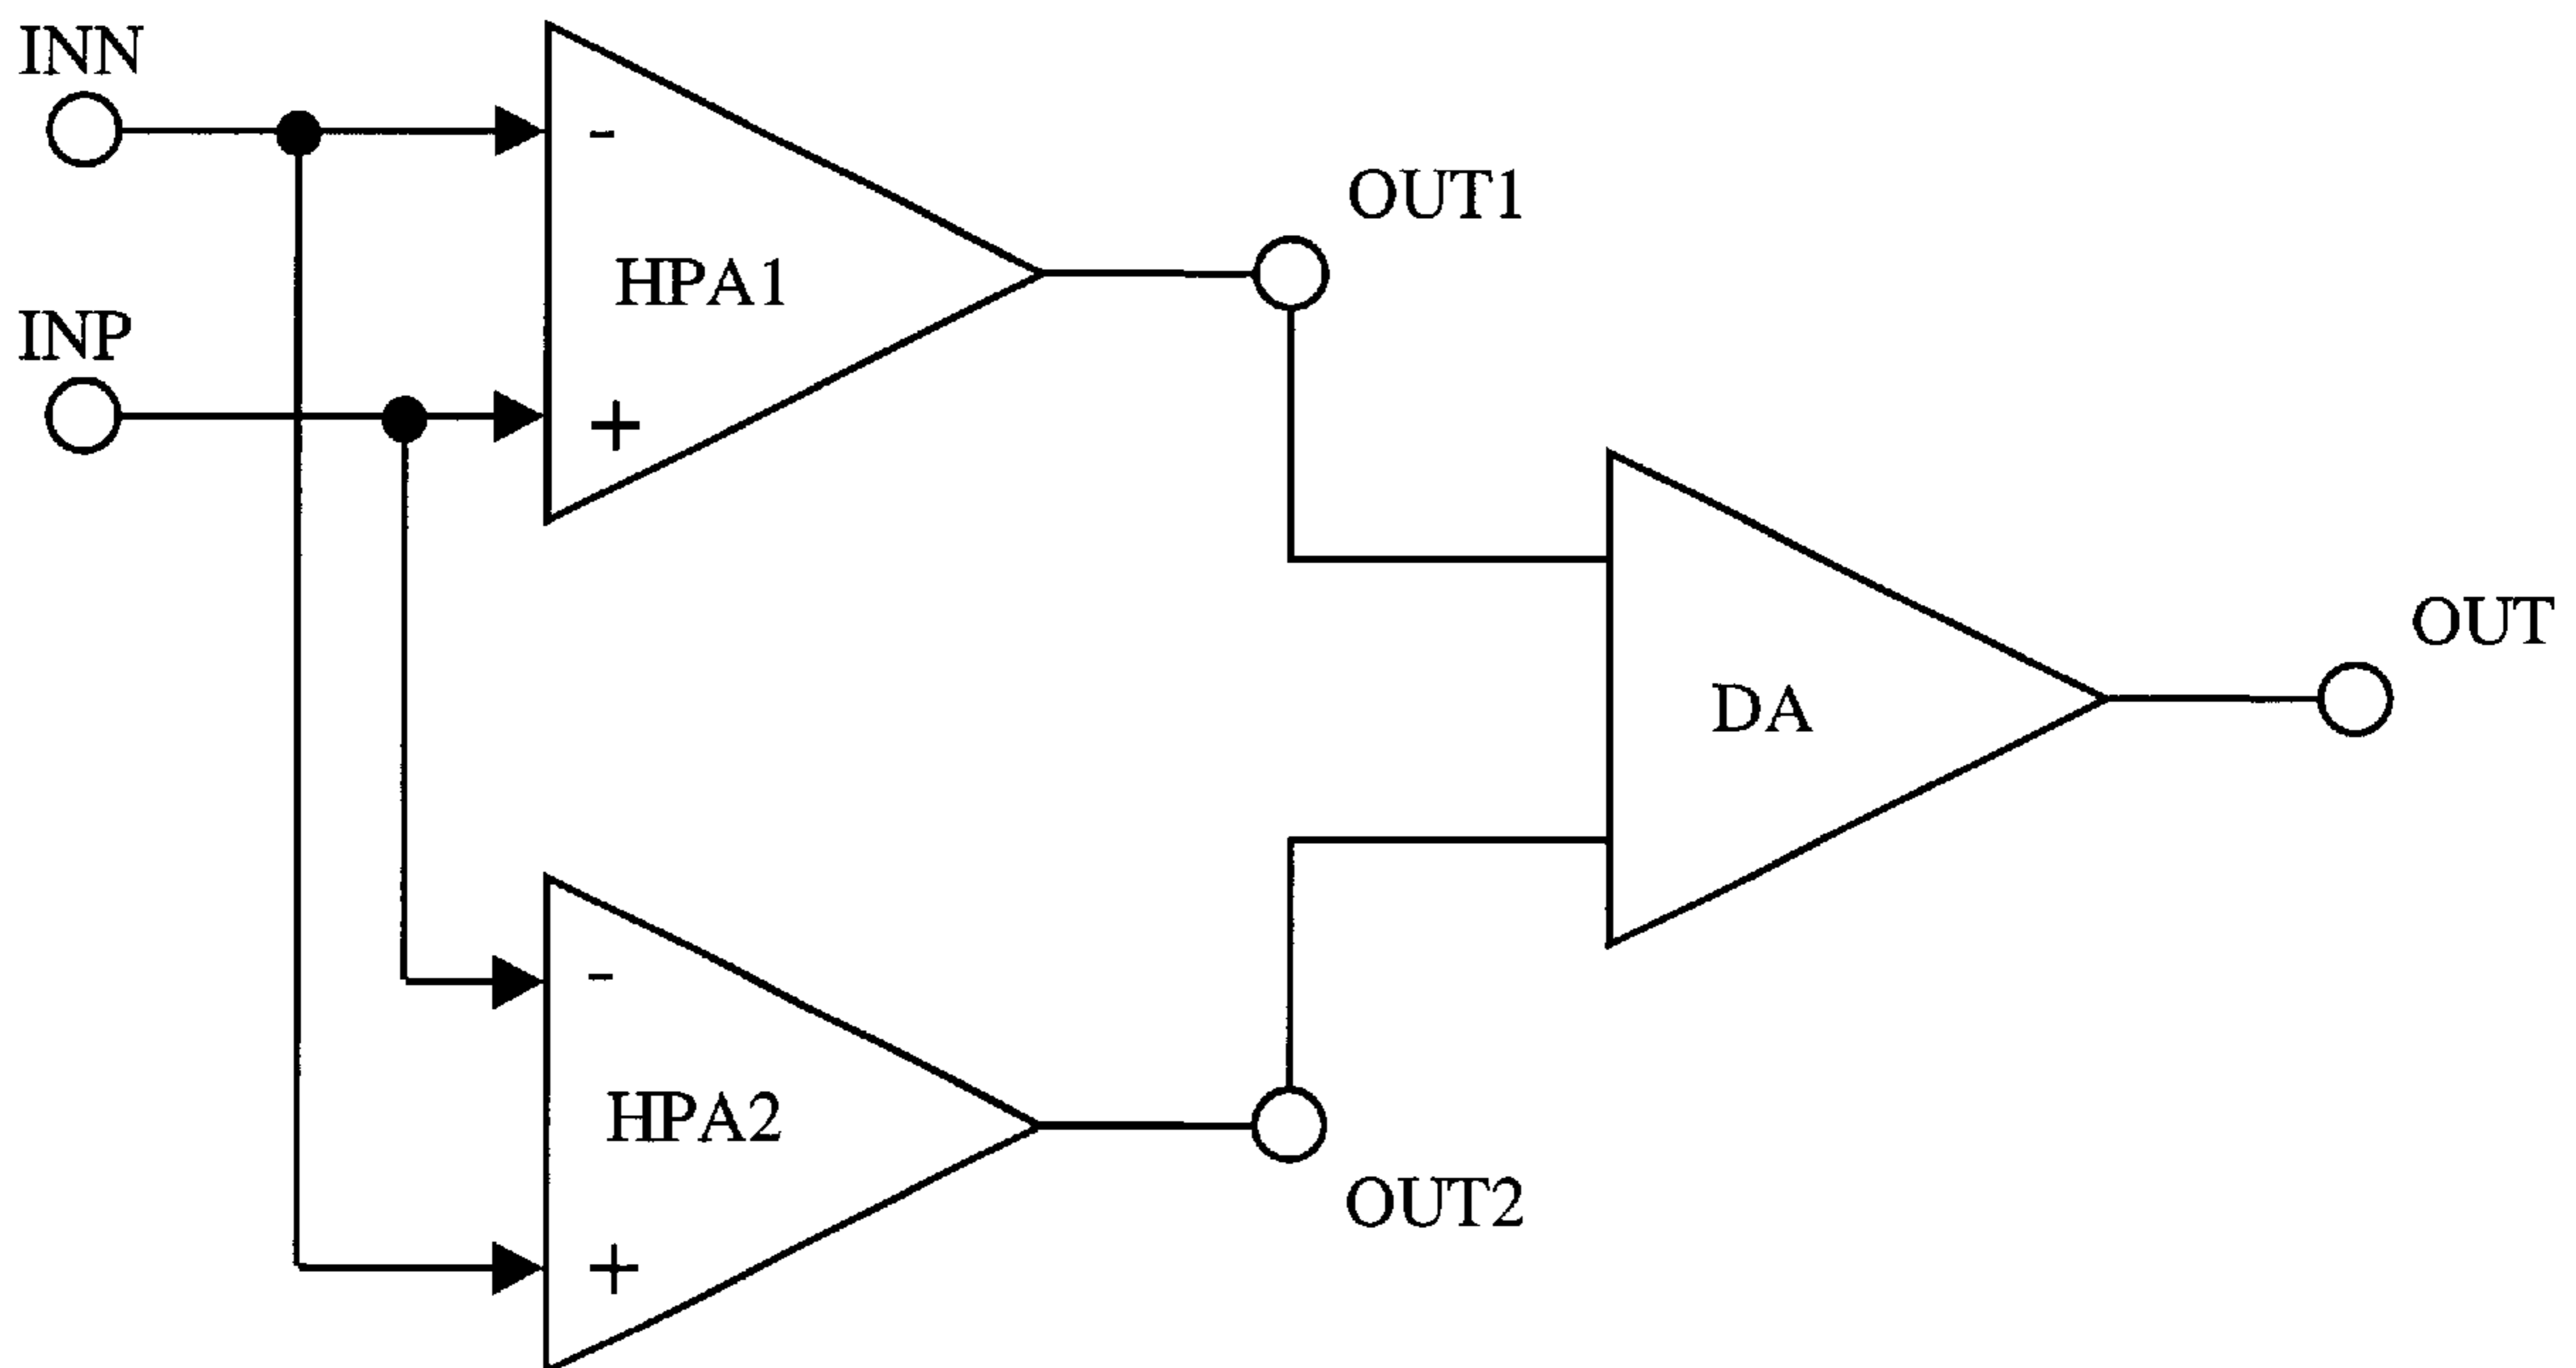 INN
-
HPA1
OUT1
INP
+
OUT
DA
-
HPA2
OUT2
+